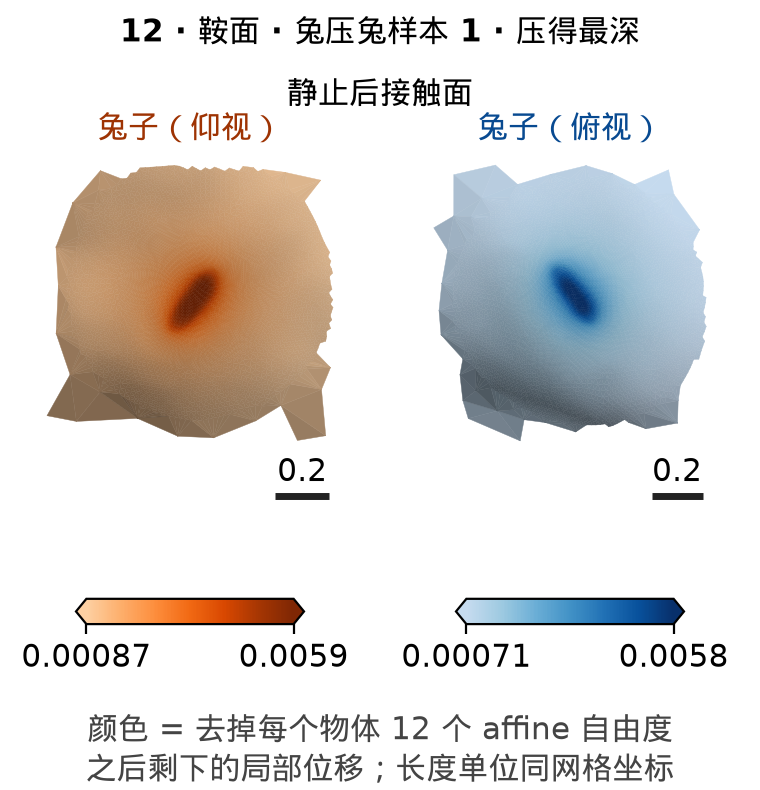 12 · 鞍面 · 兔压兔样本 1 · 压得最深
静止后接触面
兔子（仰视）
兔子（俯视）
0.2
0.2
0.00087
0.0059
0.00071
0.0058
颜色 = 去掉每个物体 12 个 affine 自由度
之后剩下的局部位移；长度单位同网格坐标